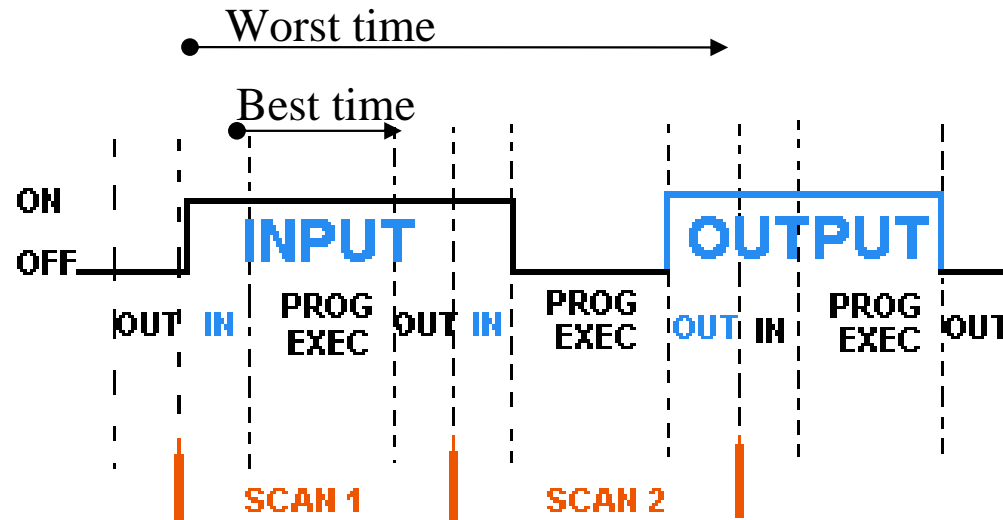 Worst time
Best time
ON
OFF
INPUT
OUTPUT
OUT IN PROG EXEC OUT IN PROG EXEC OUT IN PROG EXEC OUT
SCAN 1 SCAN 2